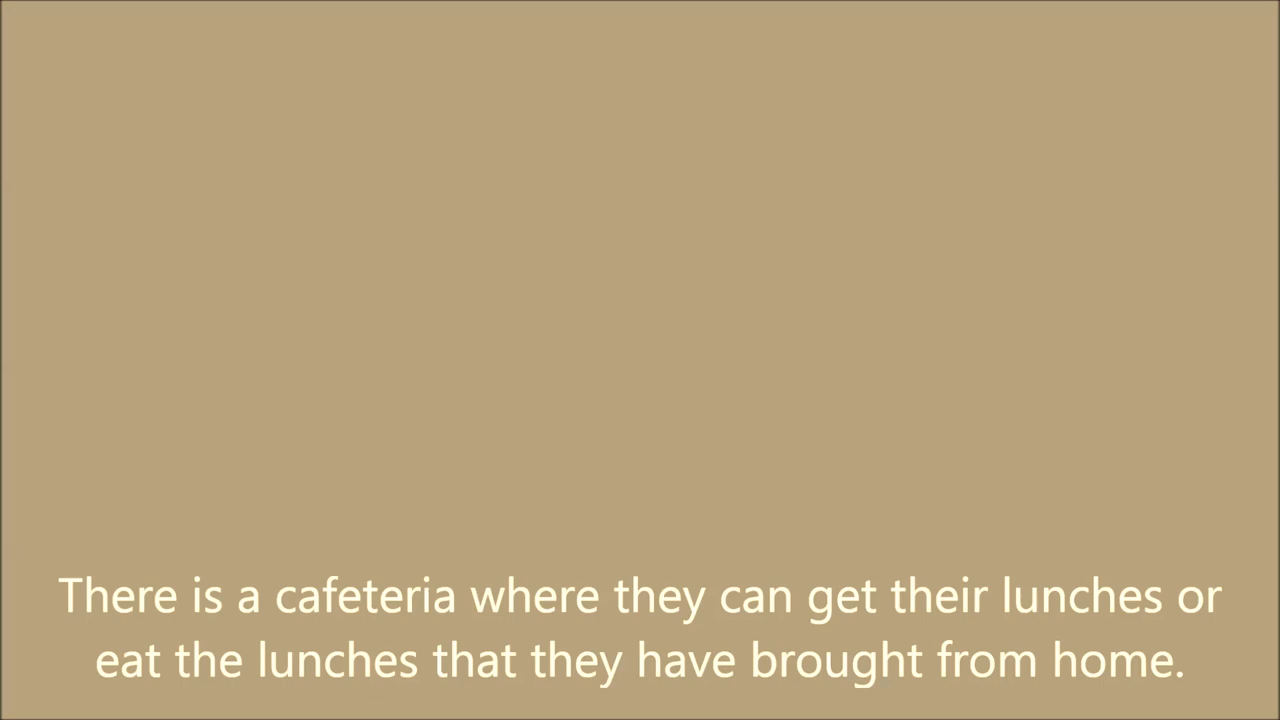 There is a cafeteria where they can get their lunches or
eat the lunches that they have brought from home.